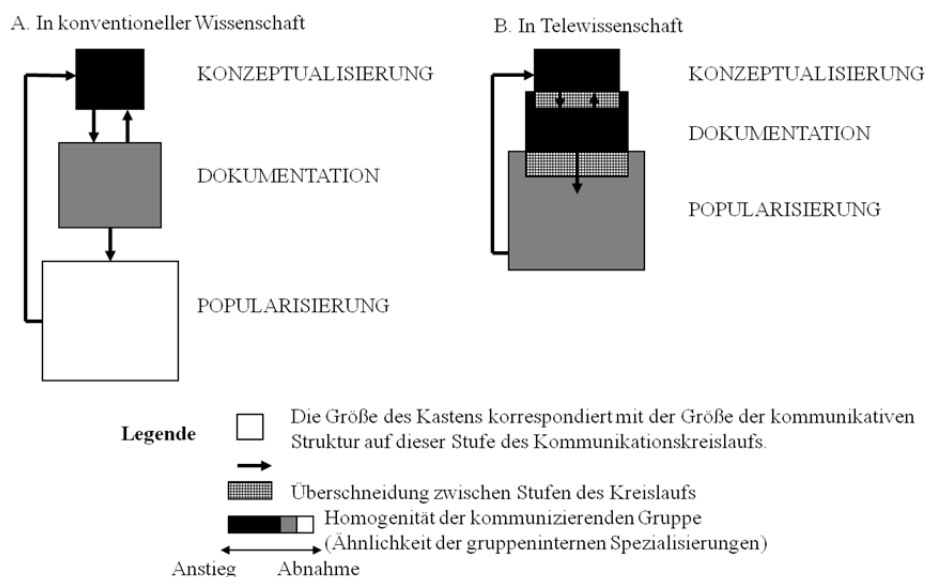 A. In konventioneller Wissenschaft
KONZEPTUALISIERUNG
DOKUMENTATION
POPULARISIERUNG
B. In Telewissenschaft
KONZEPTUALISIERUNG
DOKUMENTATION
POPULARISIERUNG
Legende
Die Größe des Kastens korrespondiert mit der Größe der kommunikativen
Struktur auf dieser Stufe des Kommunikationskreislaufs.
Überschneidung zwischen Stufen des Kreislaufs
Homogenität der kommunizierenden Gruppe
(Ähnlichkeit der gruppeninternen Spezialisierungen)
Anstieg Abnahme